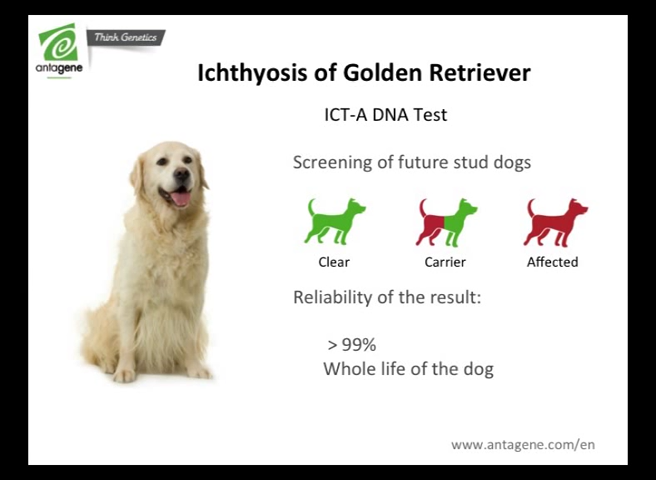 Think Genetics
antagene
Ichthyosis of Golden Retriever
ICT-A DNA Test
Screening of future stud dogs
Clear
Carrier
Affected
Reliability of the result:
> 99%
Whole life of the dog
www.antagene.com/en